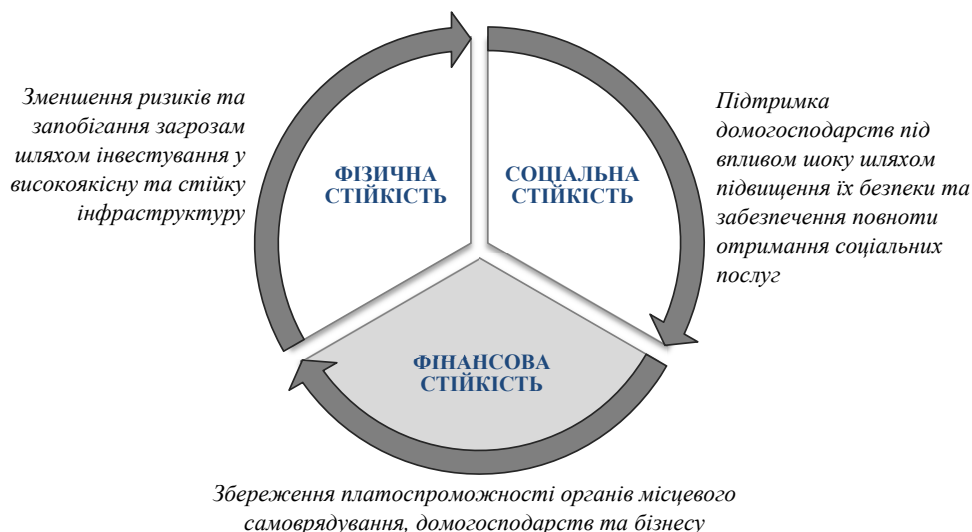 Зменшення ризиків та
запобігання загрозам
шляхом інвестування у
високоякісну та стійку
інфраструктуру
ФІЗИЧНА
СТІЙКІСТЬ
СОЦІАЛЬНА
СТІЙКІСТЬ
Підтримка
домогосподарств під
впливом шоку шляхом
підвищення їх безпеки та
забезпечення повноти
отримання соціальних
послуг
ФІНАНСОВА
СТІЙКІСТЬ
Збереження платоспроможності органів місцевого
самоврядування, домогосподарств та бізнесу